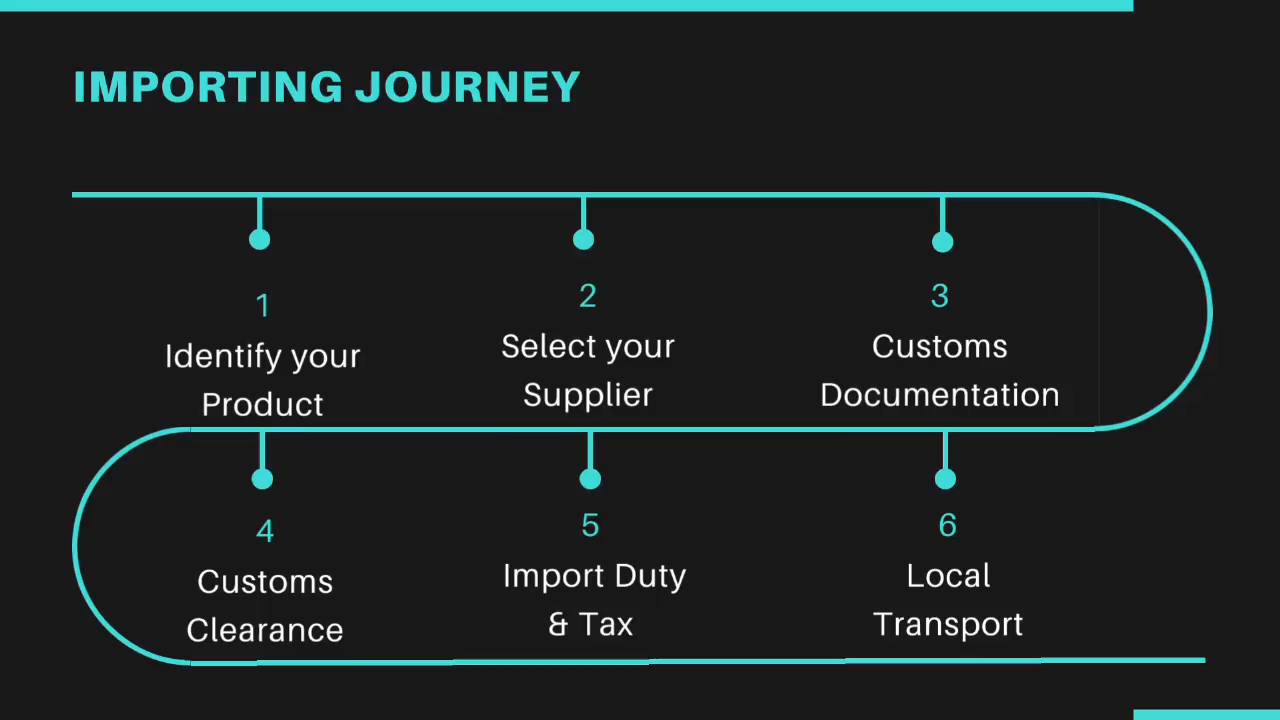 IMPORTING JOURNEY
1
Identify your
Product
2
Select your
Supplier
3
Customs
Documentation
4
Customs
Clearance
5
Import Duty
& Tax
6
Local
Transport